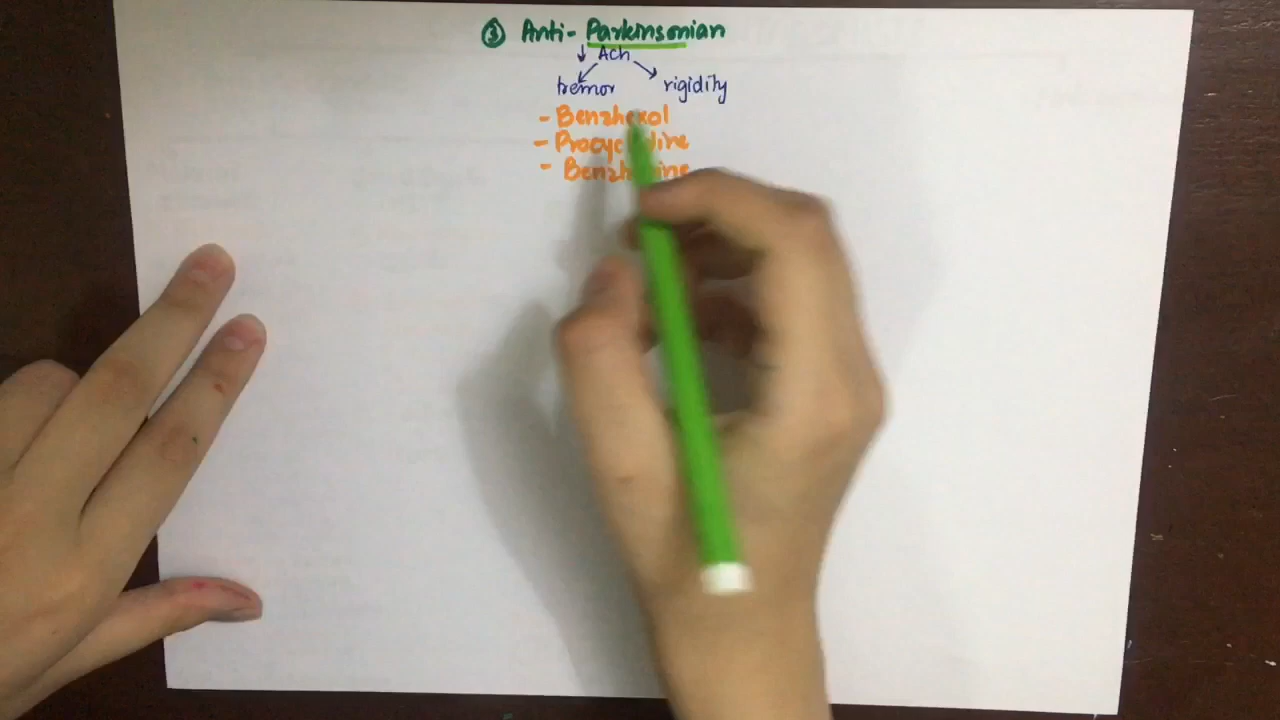 ③ Anti-Parkinsonian
↓ Ach
tremor rigidity
- Benzhexol
-
-